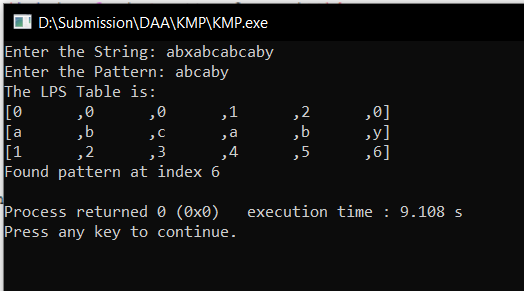 D:\Submission\DAA\KMP\KMP.exe
Enter the String: abxabcabcaby
Enter the Pattern: abcaby
The LPS Table is:
[0      ,0      ,0      ,1      ,2      ,0]
[a      ,b      ,c      ,a      ,b      ,y]
[1      ,2      ,3      ,4      ,5      ,6]
Found pattern at index 6
Process returned 0 (0x0)   execution time : 9.108 s
Press any key to continue.